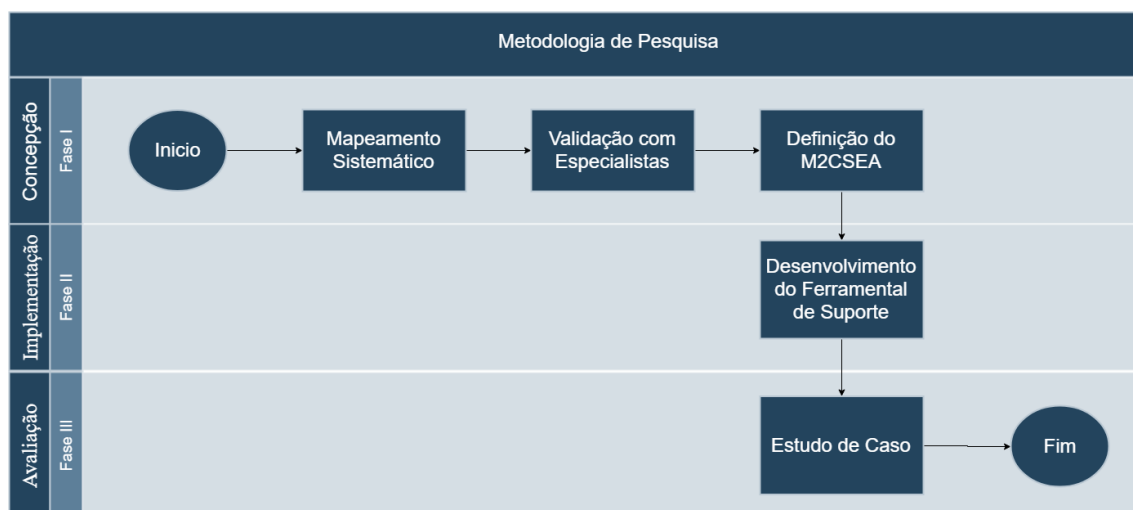 Metodologia de Pesquisa
Concepção
Fase I
Inicio
Mapeamento
Sistemático
Validação com
Especialistas
Definição do
M2CSEA
Implementação
Fase II
Desenvolvimento
do Ferramental
de Suporte
Avaliação
Fase III
Estudo de Caso
Fim